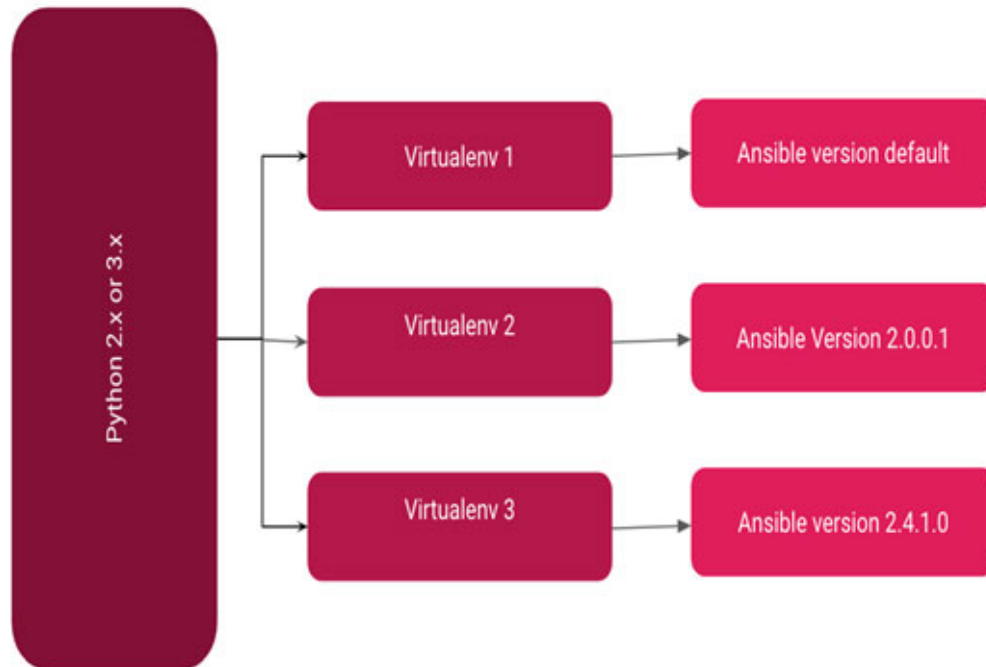 Python 2.x or 3.x
Virtualenv 1
Ansible version default
Virtualenv 2
Ansible Version 2.0.0.1
Virtualenv 3
Ansible version 2.4.1.0